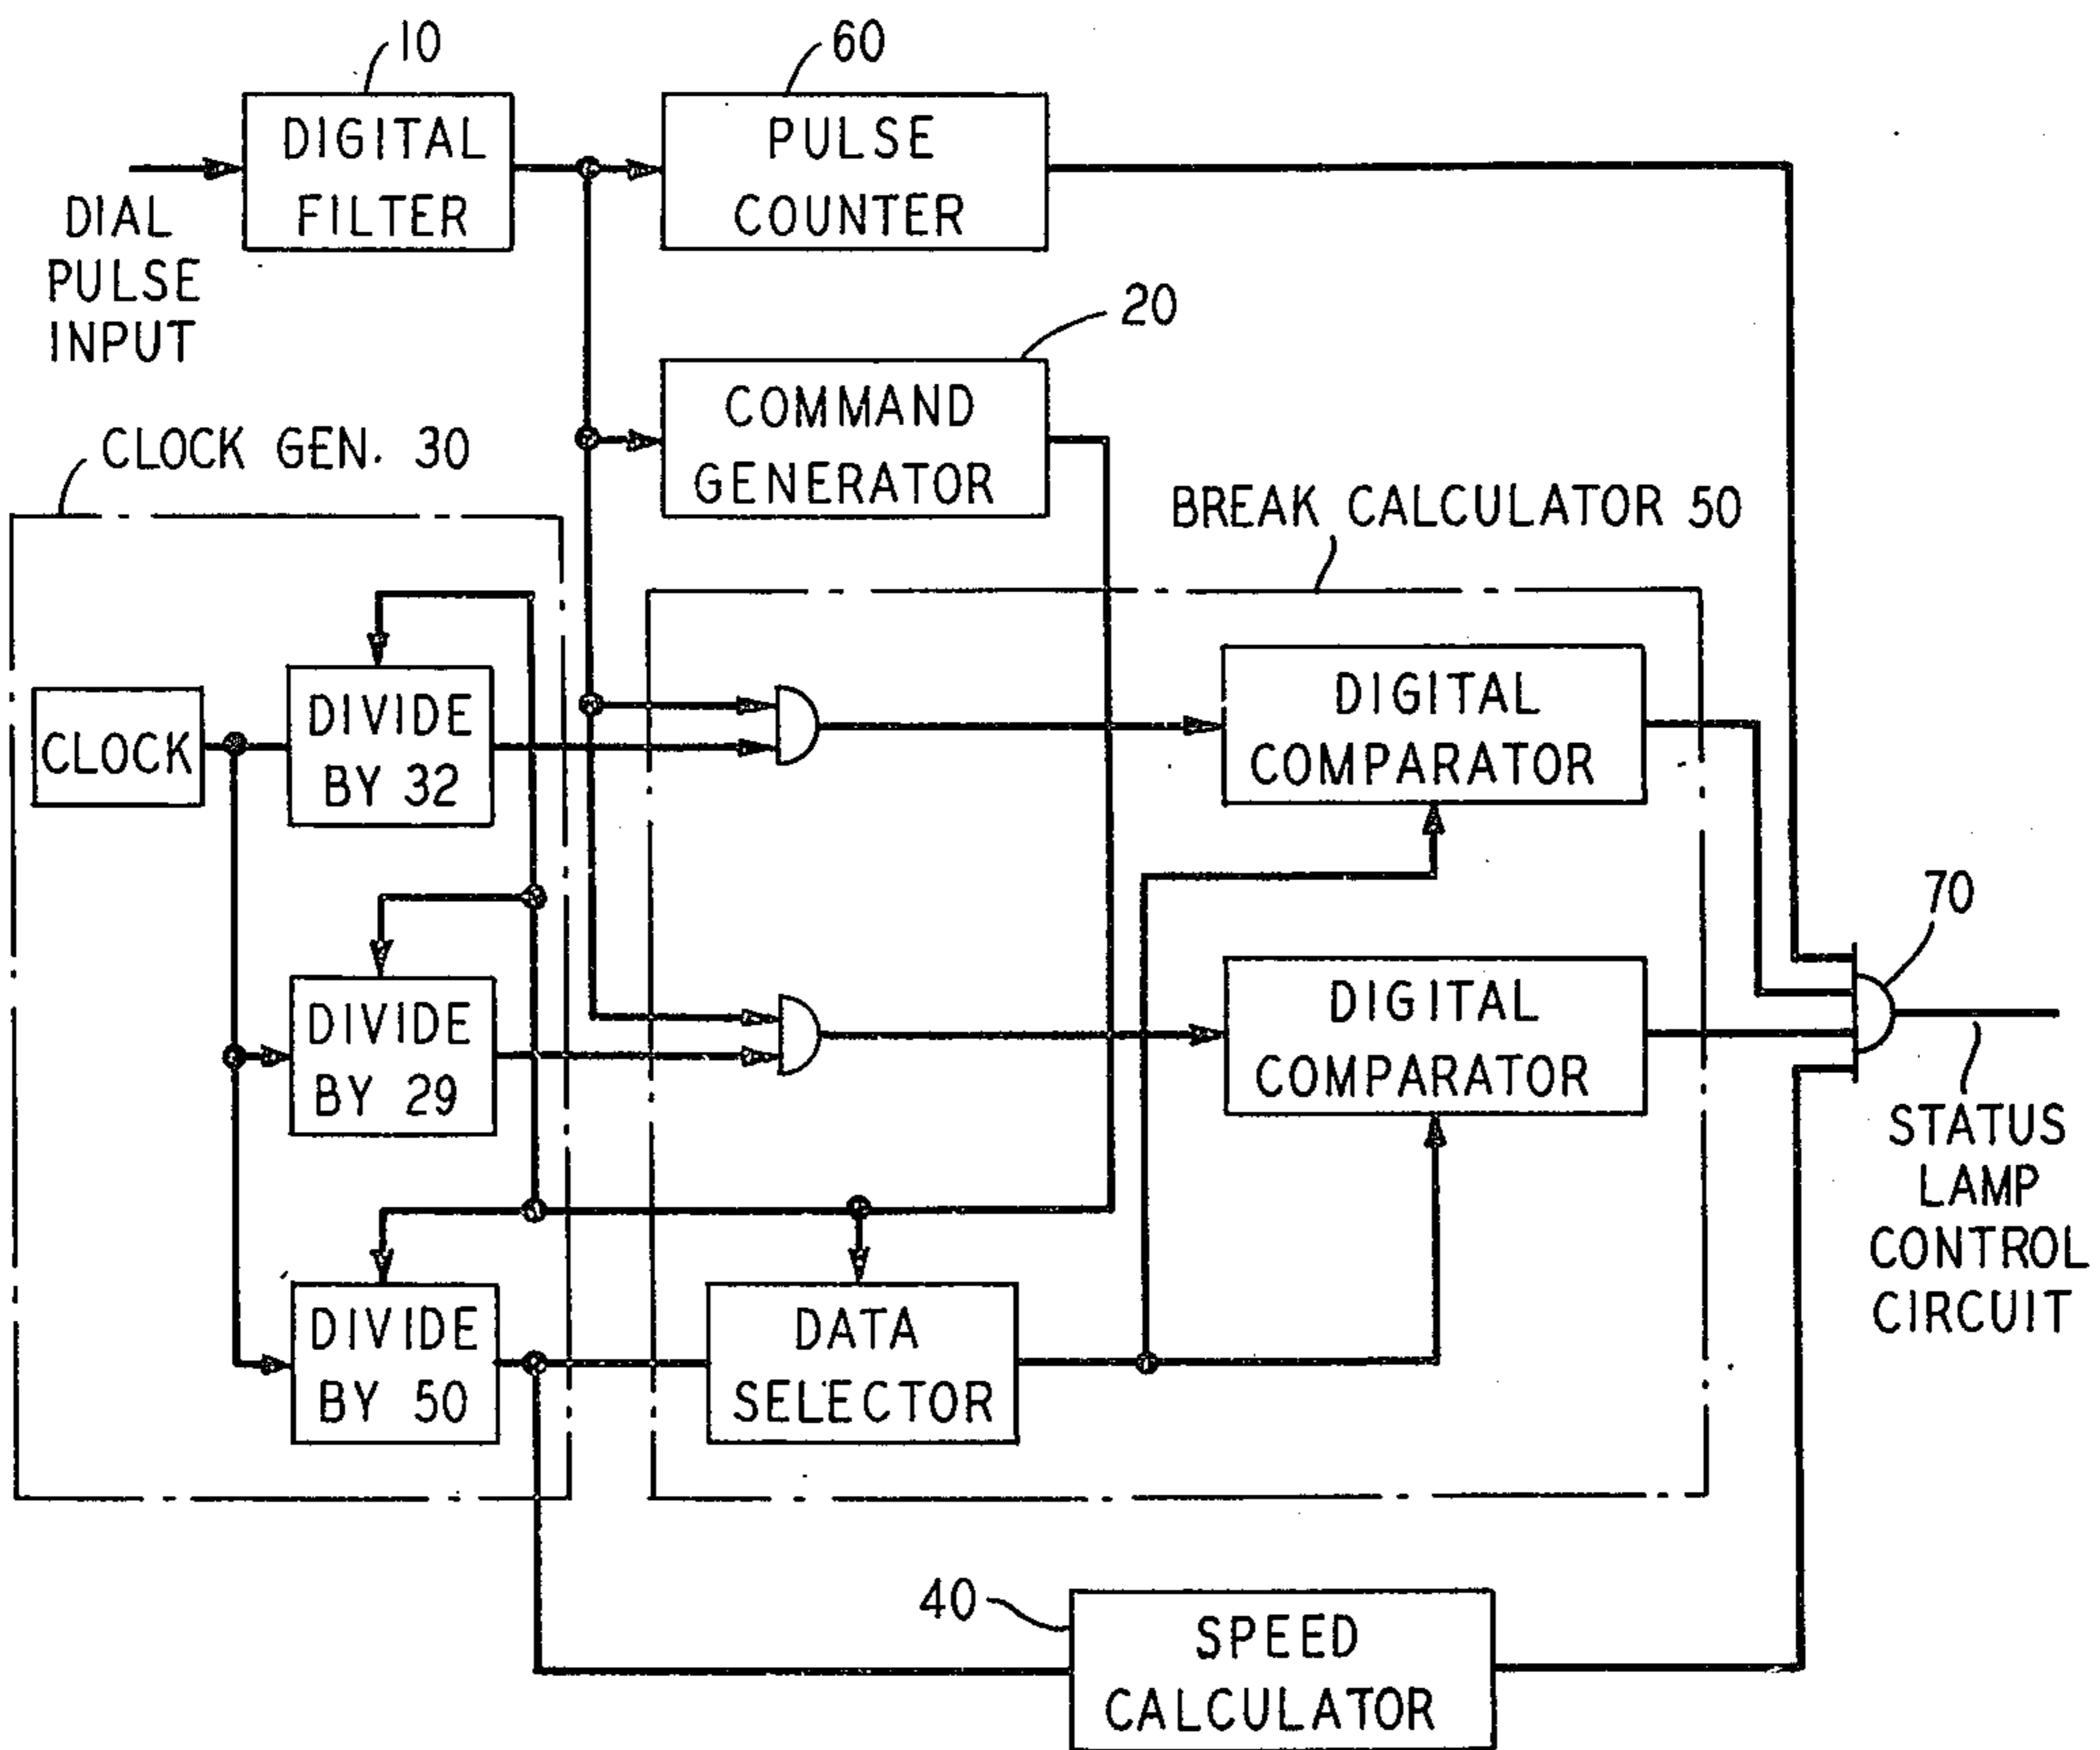 10
60
DIGITAL
FILTER
PULSE
COUNTER
DIAL
PULSE
INPUT
20
COMMAND
GENERATOR
CLOCK GEN. 30
BREAK CALCULATOR 50
CLOCK
DIVIDE
BY 32
DIGITAL
COMPARATOR
70
DIVIDE
BY 29
DIGITAL
COMPARATOR
STATUS
LAMP
CONTROL
CIRCUIT
DIVIDE
BY 50
DATA
SELECTOR
40
SPEED
CALCULATOR